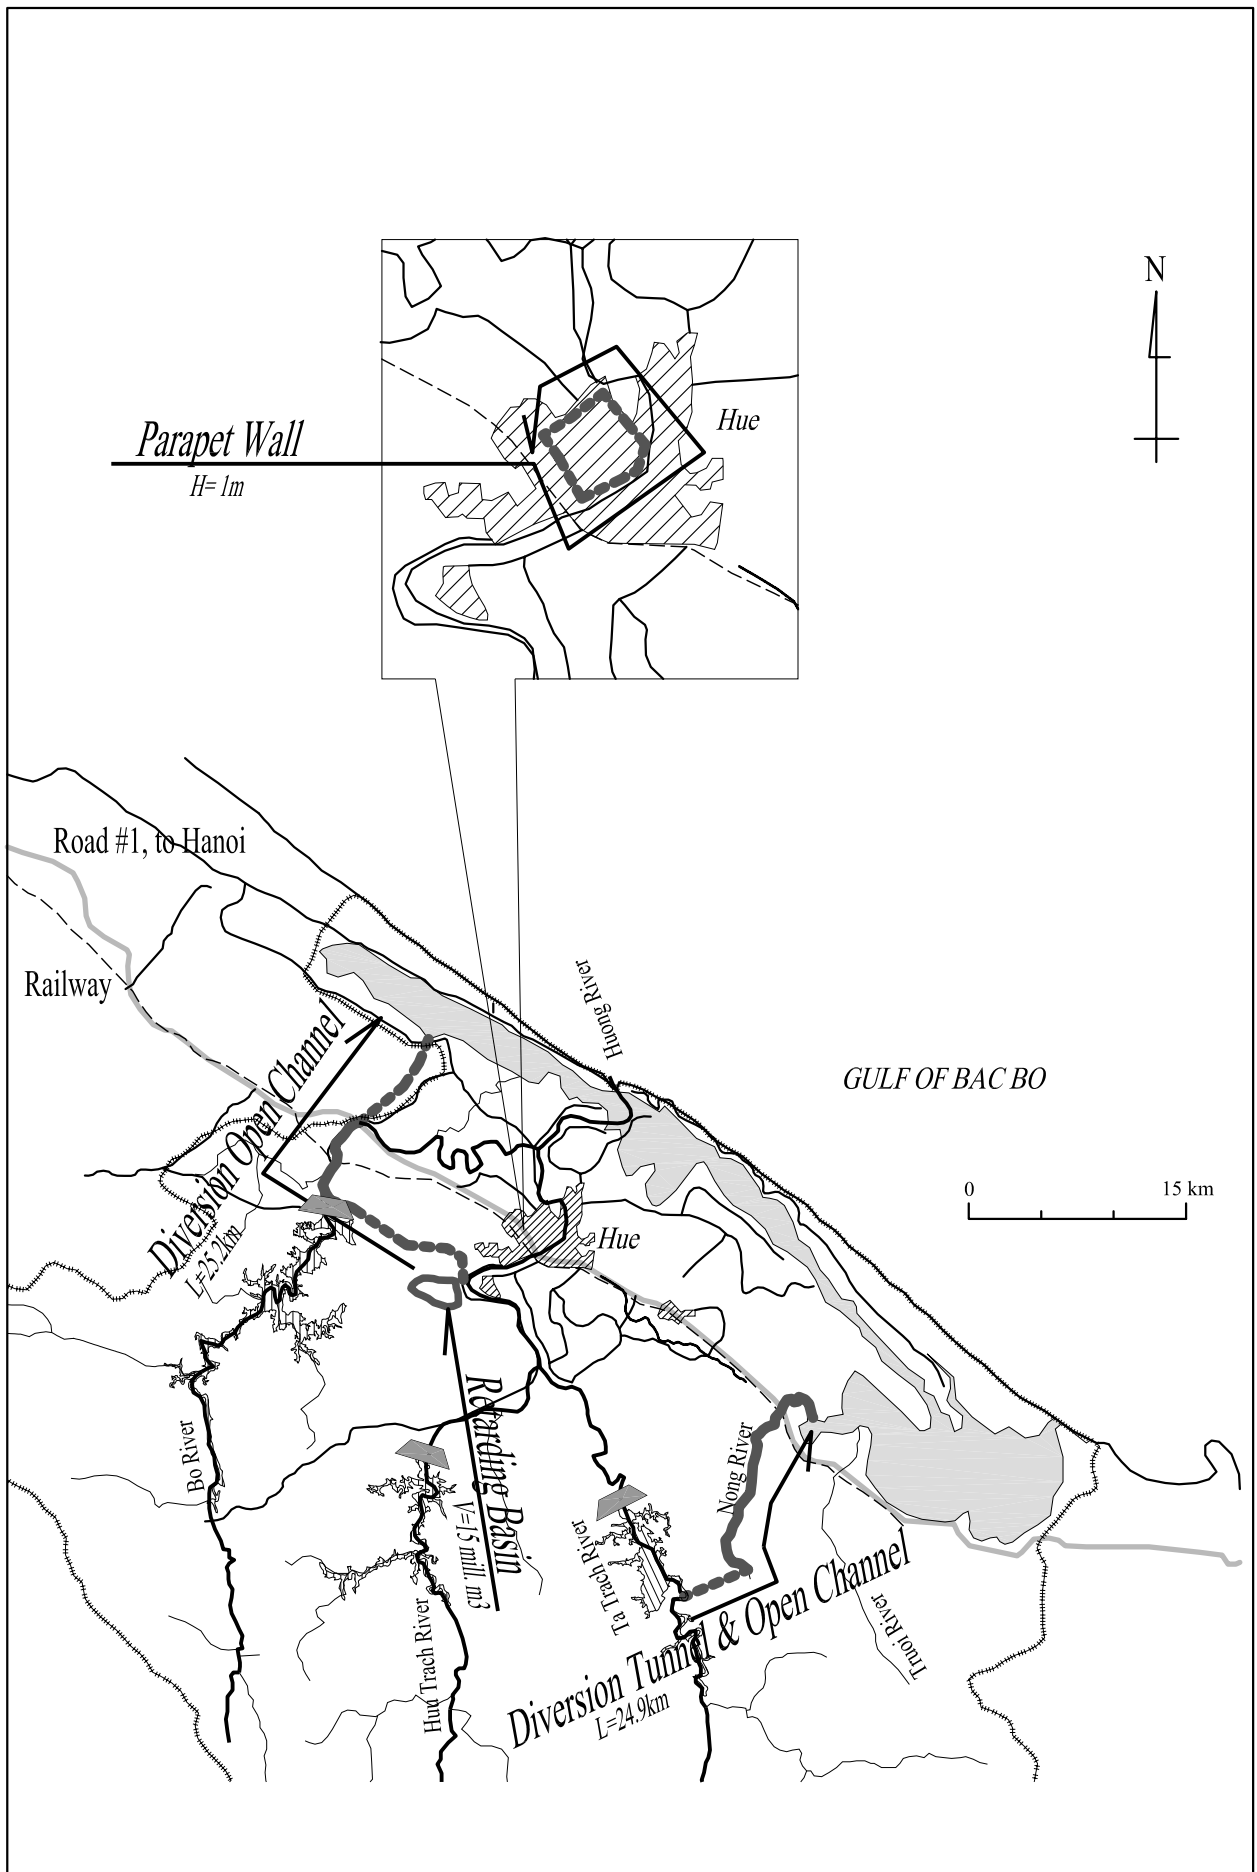 N
Hue
Parapet Wall
H= 1m
Road #1, to Hanoi
Railway
Huong River
GULF OF BAC BO
Diversion Open Channel
L=25.2km
0
15 km
Hue
Bo River
Retarding Basin
V=15 mill. m3
Nong River
Ta Trach River
Huu Trach River
Truoi River
Diversion Tunnel & Open Channel
L=24.9km